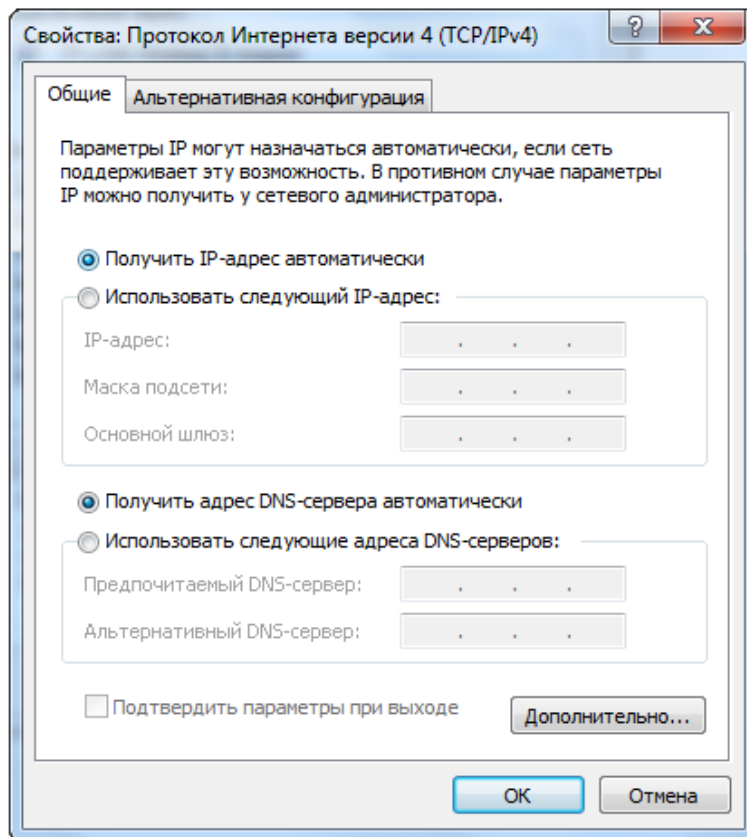 Свойства: Протокол Интернета версии 4 (TCP/IPv4)
?
X
Общие
Альтернативная конфигурация
Параметры IP могут назначаться автоматически, если сеть
поддерживает эту возможность. В противном случае параметры
IP можно получить у сетевого администратора.
Получить IP-адрес автоматически
Использовать следующий IP-адрес:
IP-адрес: . . .
Маска подсети: . . .
Основной шлюз: . . .
Получить адрес DNS-сервера автоматически
Использовать следующие адреса DNS-серверов:
Предпочитаемый DNS-сервер: . . .
Альтернативный DNS-сервер: . . .
Подтвердить параметры при выходе
Дополнительно...
ОК
Отмена